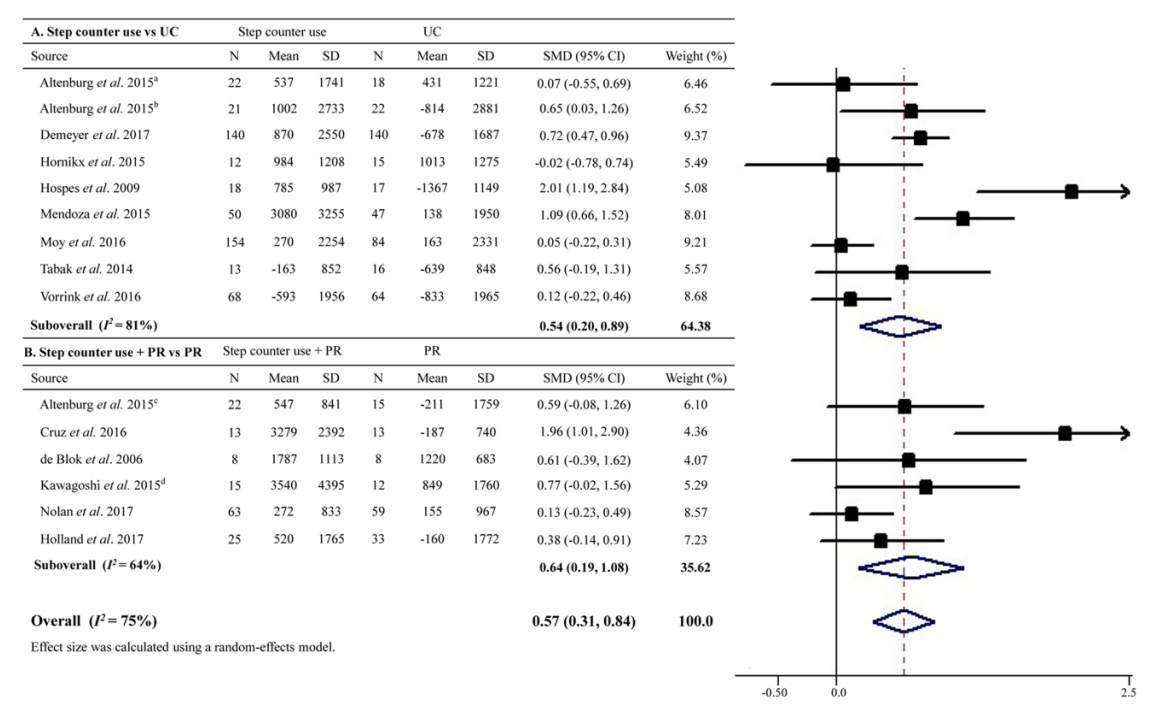 A. Step counter use vs UC Step counter use UC
Source N Mean SD N Mean SD SMD (95% CI) Weight (%)
Altenburg et al. 2015a 22 537 1741 18 431 1221 0.07 (-0.55, 0.69) 6.46
Altenburg et al. 2015b 21 1002 2733 22 -814 2881 0.65 (0.03, 1.26) 6.52
Demeyer et al. 2017 140 870 2550 140 -678 1687 0.72 (0.47, 0.96) 9.37
Hornikx et al. 2015 12 984 1208 15 1013 1275 -0.02 (-0.78, 0.74) 5.49
Hospes et al. 2009 18 785 987 17 -1367 1149 2.01 (1.19, 2.84) 5.08
Mendoza et al. 2015 50 3080 3255 47 138 1950 1.09 (0.66, 1.52) 8.01
Moy et al. 2016 154 270 2254 84 163 2331 0.05 (-0.22, 0.31) 9.21
Tabak et al. 2014 13 -163 852 16 -639 848 0.56 (-0.19, 1.31) 5.57
Vorrink et al. 2016 68 -593 1956 64 -833 1965 0.12 (-0.22, 0.46) 8.68
Suboverall (I² = 81%) 0.54 (0.20, 0.89) 64.38
B. Step counter use + PR vs PR Step counter use + PR PR
Source N Mean SD N Mean SD SMD (95% CI) Weight (%)
Altenburg et al. 2015c 22 547 841 15 -211 1759 0.59 (-0.08, 1.26) 6.10
Cruz et al. 2016 13 3279 2392 13 -187 740 1.96 (1.01, 2.90) 4.36
de Blok et al. 2006 8 1787 1113 8 1220 683 0.61 (-0.39, 1.62) 4.07
Kawagoshi et al. 2015d 15 3540 4395 12 849 1760 0.77 (-0.02, 1.56) 5.29
Nolan et al. 2017 63 272 833 59 155 967 0.13 (-0.23, 0.49) 8.57
Holland et al. 2017 25 520 1765 33 -160 1772 0.38 (-0.14, 0.91) 7.23
Suboverall (I² = 64%) 0.64 (0.19, 1.08) 35.62
Overall (I² = 75%) 0.57 (0.31, 0.84) 100.0
Effect size was calculated using a random-effects model.
-0.50 0.0 2.5